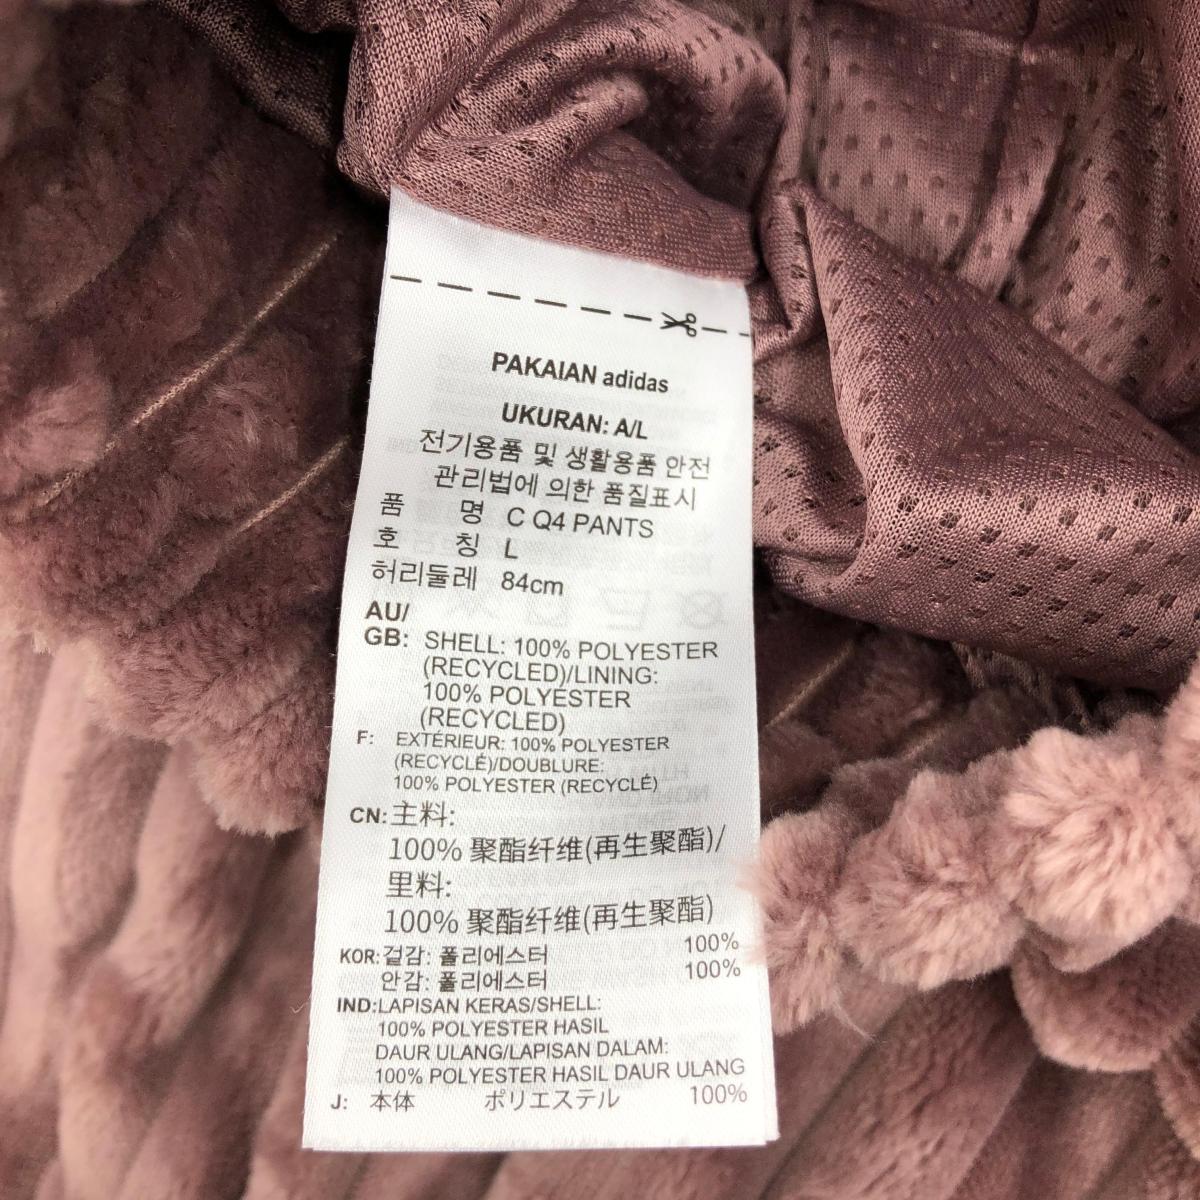 PAKAIAN adidas
UKURAN: A/L
전기용품 및 생활용품 안전
관리법에 의한 품질표시
품 명 C Q4 PANTS
호 칭 L
허리둘레 84cm
AU/
GB: SHELL: 100% POLYESTER
(RECYCLED)/LINING:
100% POLYESTER
(RECYCLED)
F: EXTÉRIEUR: 100% POLYESTER
(RECYCLÉ)/DOUBLURE:
100% POLYESTER (RECYCLÉ)
CN: 主料:
100% 聚酯纤维(再生聚酯)/
里料:
100% 聚酯纤维(再生聚酯)
KOR: 겉감: 폴리에스터 100%
안감: 폴리에스터 100%
IND: LAPISAN KERAS/SHELL:
100% POLYESTER HASIL
DAUR ULANG/LAPISAN DALAM:
100% POLYESTER HASIL DAUR ULANG
J: 本体 ポリエステル 100%